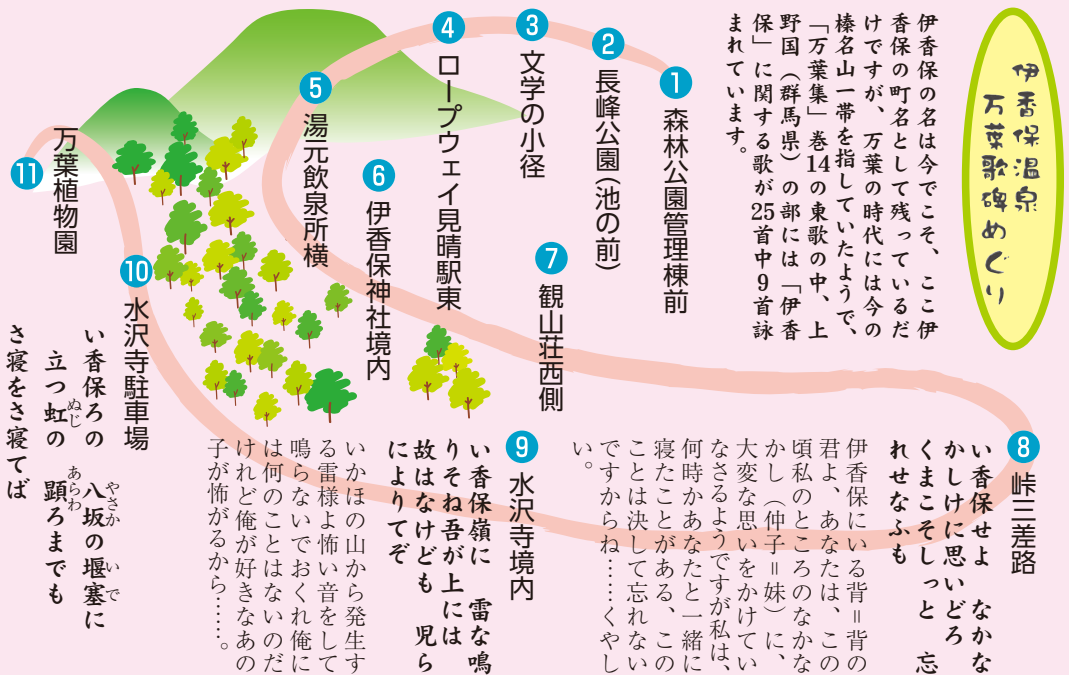 伊香保温泉
万葉歌碑めぐり
伊香保の名は今でこそ、ここ伊
香保の町名として残っているだ
けですが、万葉の時代には今の
榛名山一帯を指していたようで、
「万葉集」巻14の東歌の中、上
野国（群馬県）の部には「伊香
保」に関する歌が25首中9首詠
まれています。
1 森林公園管理棟前
2 長峰公園(池の前)
3 文学の小径
4 ロープウェイ見晴駅東
5 湯元飲泉所横
6 伊香保神社境内
7 観山荘西側
8 峠三差路
い香保せよ　なかな
かしけに思いどろ
くまこそしっと　忘
れせなふも
伊香保にいる背＝背の
君よ、あなたは、この
頃私のところのなかな
かし（仲子＝妹）に、
大変な思いをかけてい
なさるようですが私は、
何時かあなたと一緒に
寝たことがある、この
ことは決して忘れない
ですからね……くやし
い。
9 水沢寺境内
い香保嶺に　雷な鳴
りそね吾が上には
故はなけども　児ら
によりてぞ
いかほの山から発生す
る雷様よ怖い音をして
鳴らないでおくれ俺に
は何のことはないのだ
けれど俺が好きなあの
子が怖がるから……。
10 水沢寺駐車場
い香保ろの　八坂の堰塞に
やさか　いで
立つ虹の　顕ろまでも
ぬじ　あらわ
さ寝をさ寝てば
11 万葉植物園